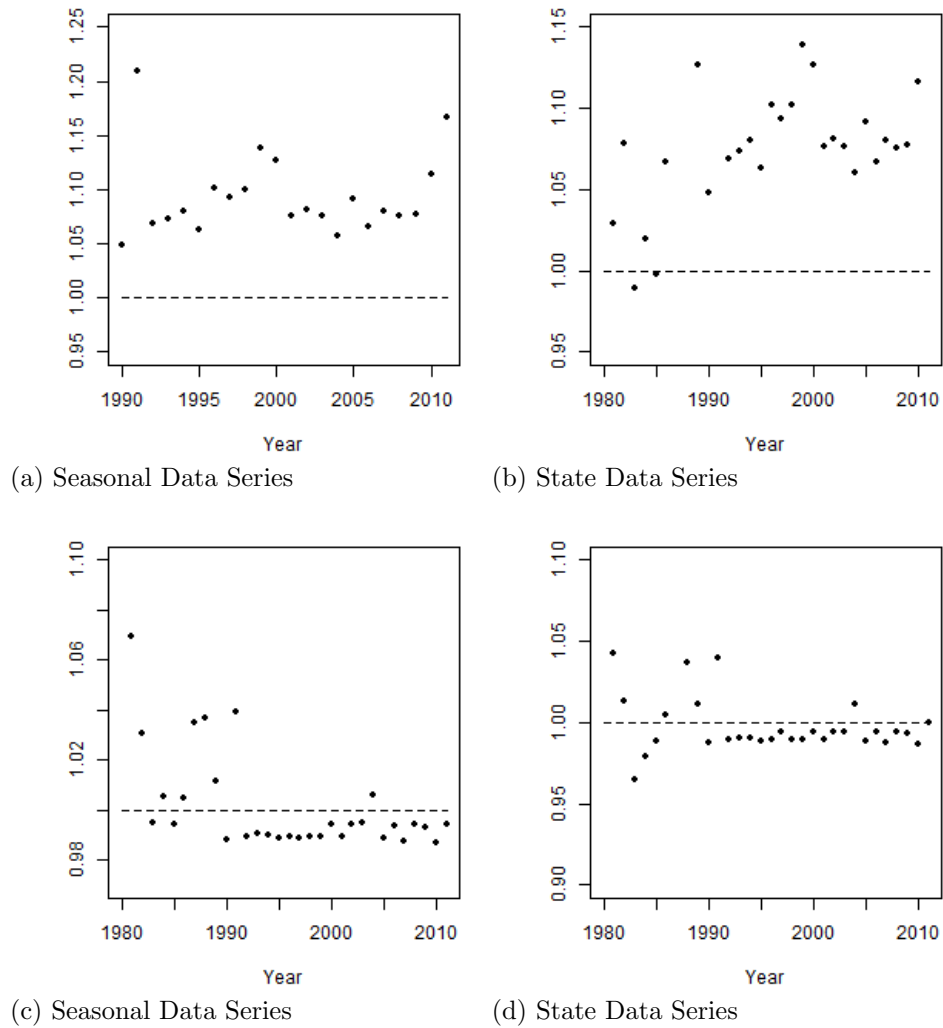 1.25
1.20
1.15
1.10
1.05
1.00
0.95
1990 1995 2000 2005 2010
Year
(a) Seasonal Data Series
1.15
1.10
1.05
1.00
0.95
1980 1990 2000 2010
Year
(b) State Data Series
1.10
1.06
1.02
0.98
1980 1990 2000 2010
Year
(c) Seasonal Data Series
1.10
1.05
1.00
0.95
0.90
1980 1990 2000 2010
Year
(d) State Data Series